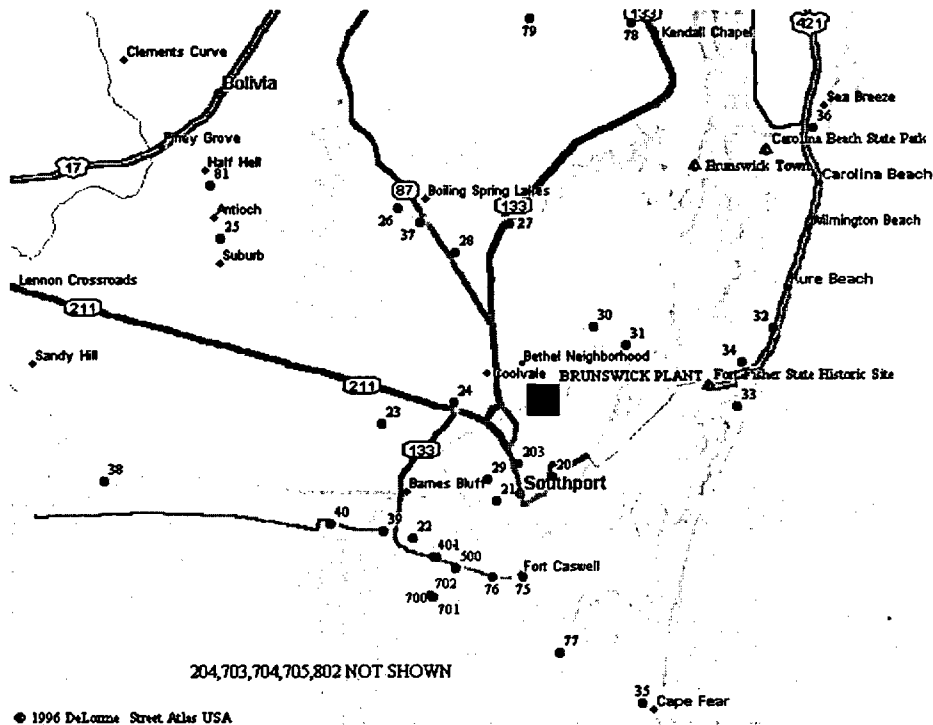 133
79
78
Kendall Chapel
421
Clements Curve
Bolivia
Sea Breeze
36
Piney Grove
Carolina Beach State Park
17
Half Hell
81
87
Boiling Spring Lakes
Brunswick Town
Carolina Beach
133
26
37
27
Antioch
25
Wilmington Beach
28
Suburb
Lennon Crossroads
Kure Beach
211
30
32
31
Sandy Hill
Bethel Neighborhood
34
Coolvale
BRUNSWICK PLANT
Fort Fisher State Historic Site
211
24
33
23
133
203
20
38
29
Barnes Bluff
21
Southport
40
39
22
401
500
Fort Caswell
702
76
75
700
701
77
204,703,704,705,802 NOT SHOWN
35
Cape Fear
© 1996 DeLorme Street Atlas USA